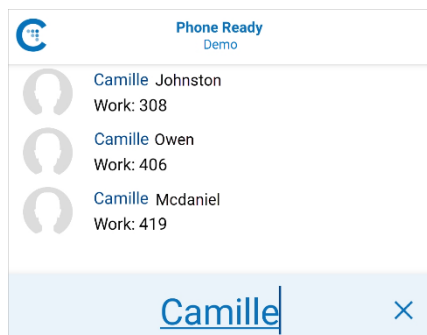 Phone Ready
Demo
Camille Johnston
Work: 308
Camille Owen
Work: 406
Camille Mcdaniel
Work: 419
Camille